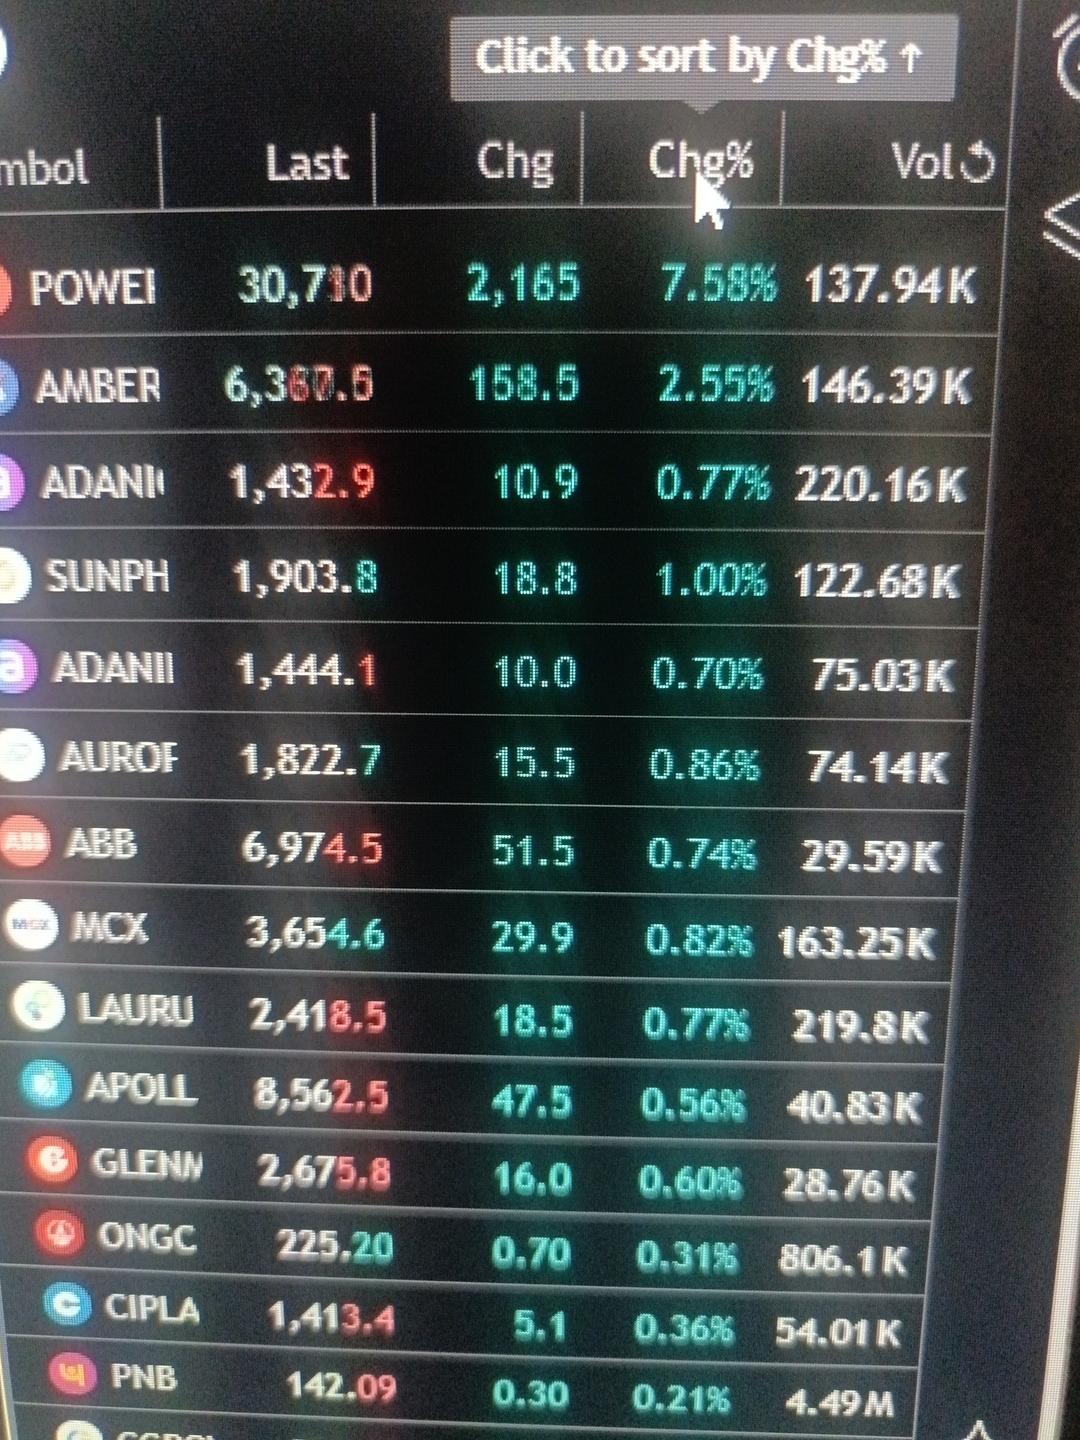 Click to sort by Chg% ↑
mbol Last Chg Chg% Vol
POWEI 2,165 7.58% 137.94K
AMBER 158.5 2.55% 146.39K
ADANI 1,432.9 10.9 0.77% 220.16K
SUNPH 1,903.8 18.8 1.00% 122.68K
ADANII 1,444.1 10.0 0.70% 75.03K
AUROF 1,822.7 15.5 0.86% 74.14K
ABB ABB 6,974.5 51.5 0.74% 29.59K
MCX MCX 3,654.6 29.9 0.82% 163.25K
LAURU 2,418.5 18.5 0.77% 219.8K
APOLL 8,562.5 47.5 0.56% 40.83K
G GLENM 2,675.8 16.0 0.60% 28.76K
ONGC 225.20 0.70 0.31% 806.1K
CIPLA 1,413.4 5.1 0.36% 54.01K
PNB 142.09 0.30 0.21% 4.49M